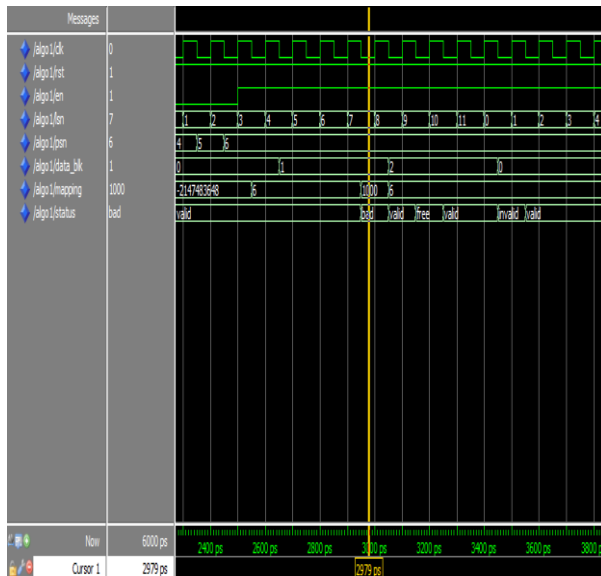 Messages
/algo1/clk 0
/algo1/rst 1
/algo1/en 1
/algo1/lsn 7 1 2 3 4 5 6 7 8 9 10 11 0 1 2 3 4
/algo1/psn 6 4 5 6
/algo1/data_blk 1 0 1 2 0
/algo1/mapping 1000 -2147483648 6 1000 6
/algo1/status bad valid bad valid free valid invalid valid
Now 6000 ps 2400 ps 2600 ps 2800 ps 3000 ps 3200 ps 3400 ps 3600 ps 3800 p
Cursor 1 2979 ps 2979 ps